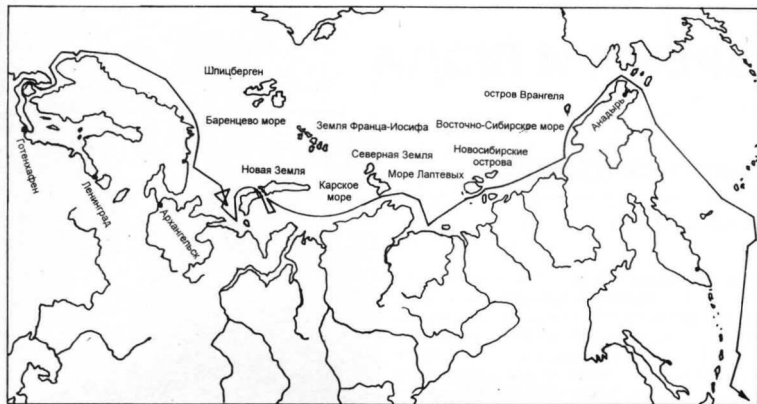 Шпицберген
остров Врангеля
Баренцево море
Земля Франца-Иосифа
Восточно-Сибирское море
Анадырь
Готенхафен
Северная Земля
Новосибирские
острова
Новая Земля
Море Лаптевых
Карское
море
Ленинград
Архангельск